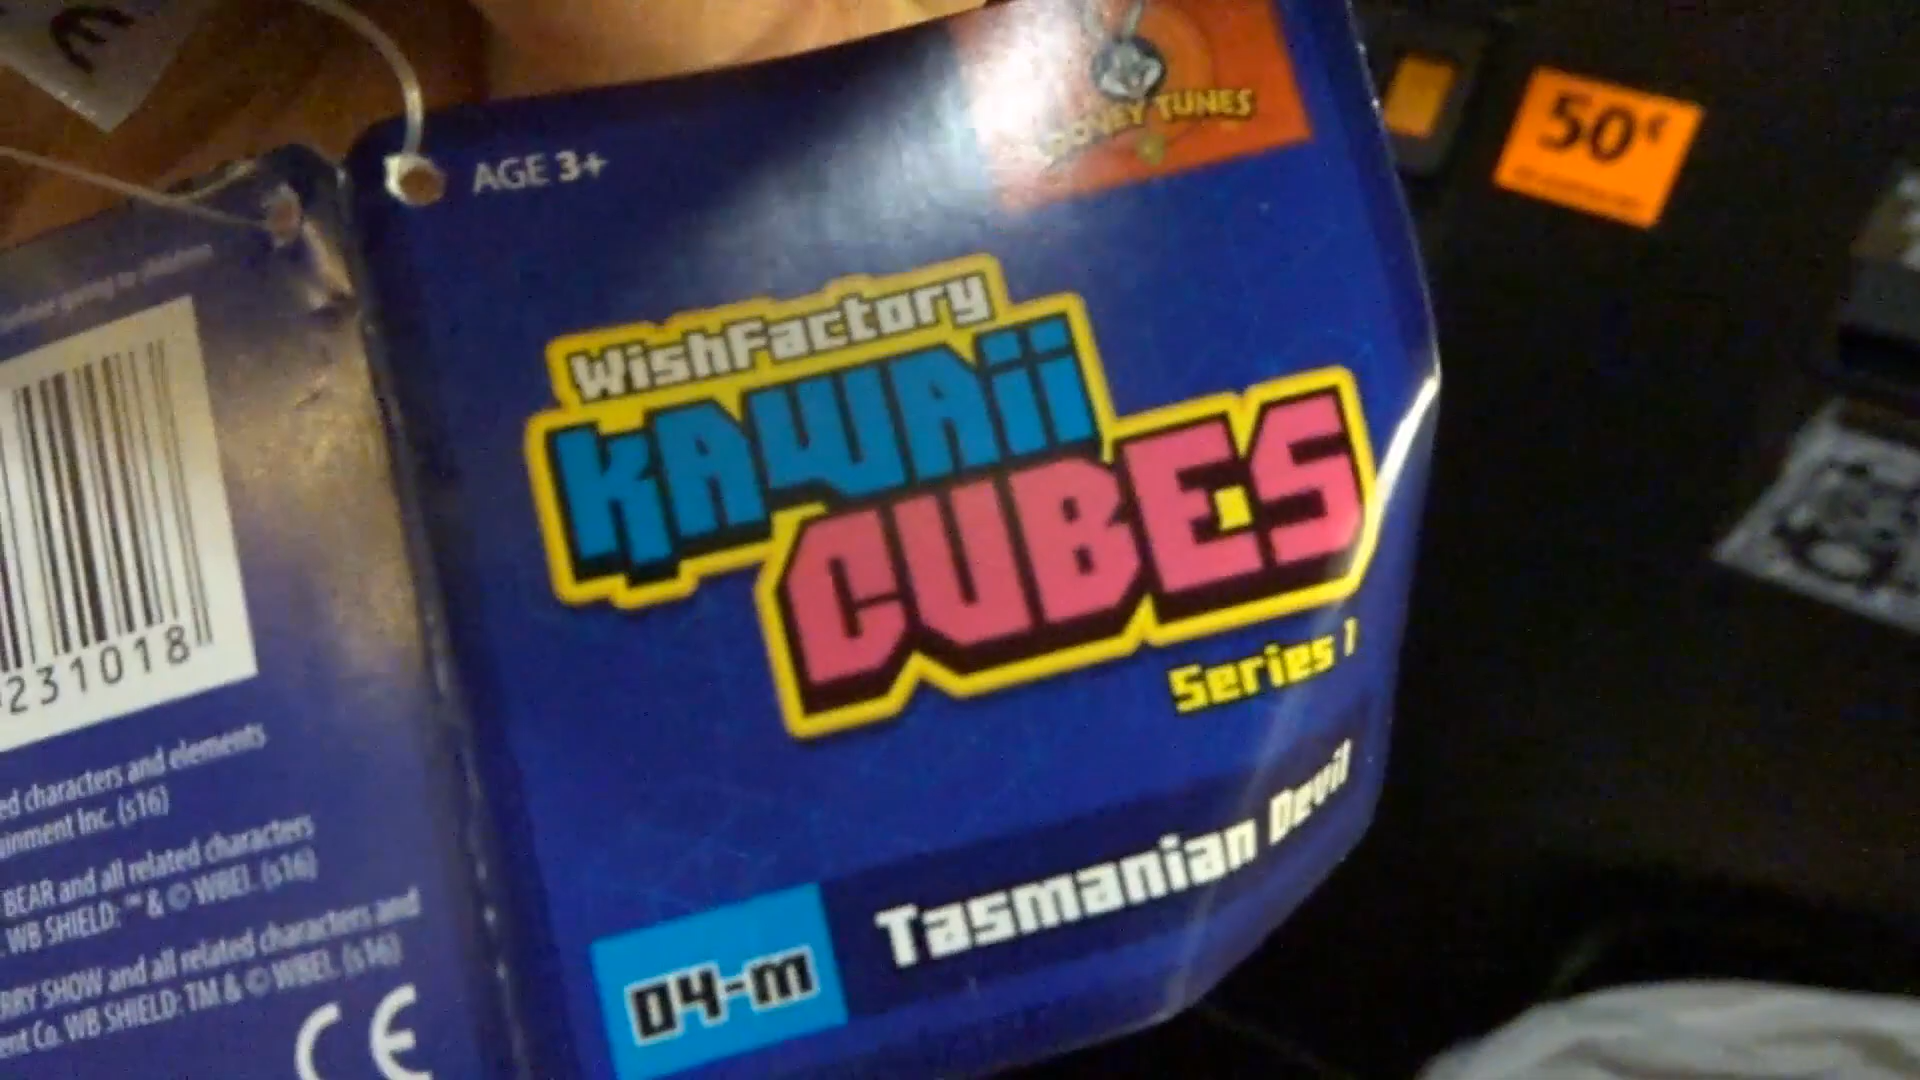 AGE 3+
LOONEY TUNES
50¢
WishFactory
KAWAII
CUBES
Series 1
Tasmanian Devil
04-m
231018
ed characters and elements
ainment Inc. (s16)
BEAR and all related characters
WB SHIELD: ™ & © WBEI. (s16)
RRY SHOW and all related characters and
ent Co. WB SHIELD: TM & © WBEI. (s16)
CE